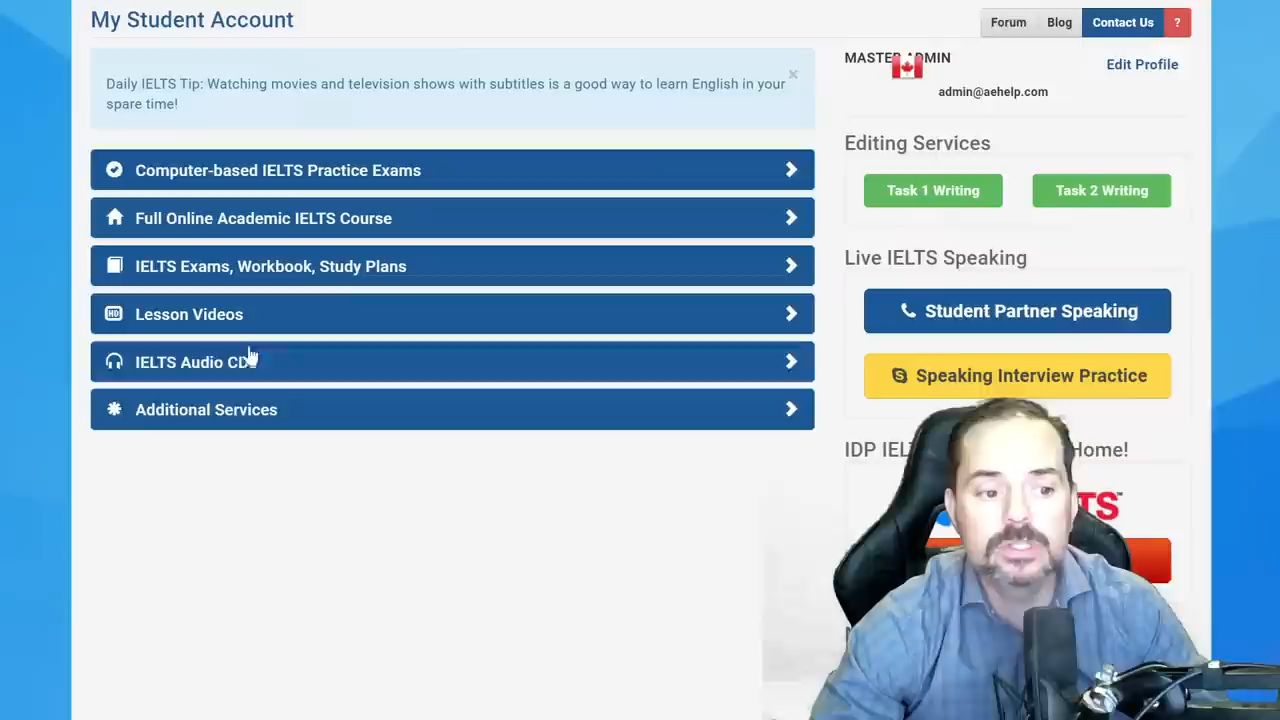 My Student Account
Forum
Blog
Contact Us
?
Daily IELTS Tip: Watching movies and television shows with subtitles is a good way to learn English in your
spare time!
×
MASTER ADMIN
Edit Profile
admin@aehelp.com
Computer-based IELTS Practice Exams
Full Online Academic IELTS Course
IELTS Exams, Workbook, Study Plans
HD
Lesson Videos
IELTS Audio CD
Additional Services
Editing Services
Task 1 Writing
Task 2 Writing
Live IELTS Speaking
Student Partner Speaking
Speaking Interview Practice
IDP IEL
Home!
TS™